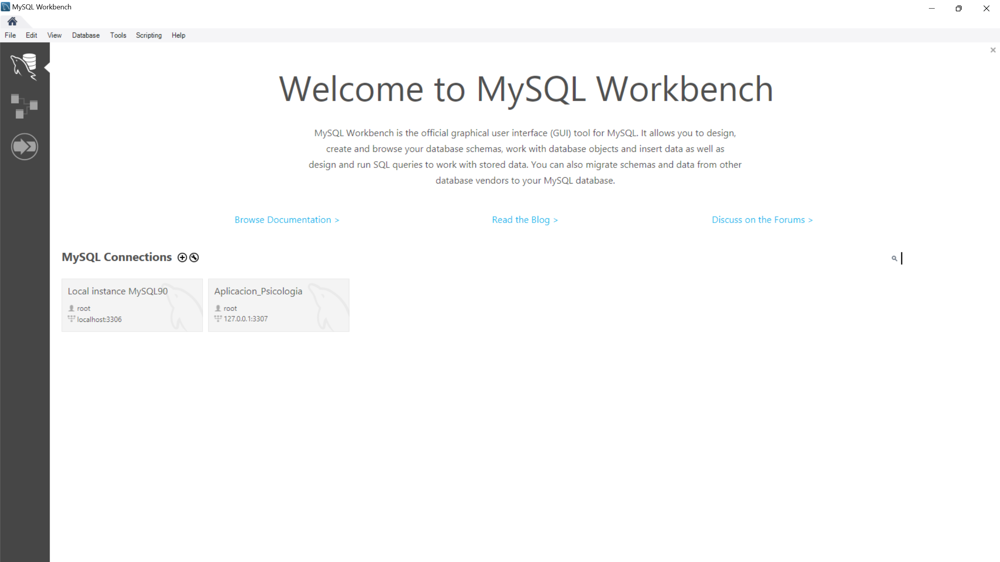 MySQL Workbench
File Edit View Database Tools Scripting Help
Welcome to MySQL Workbench
MySQL Workbench is the official graphical user interface (GUI) tool for MySQL. It allows you to design,
create and browse your database schemas, work with database objects and insert data as well as
design and run SQL queries to work with stored data. You can also migrate schemas and data from other
database vendors to your MySQL database.
Browse Documentation > Read the Blog > Discuss on the Forums >
MySQL Connections
Local instance MySQL90
root
localhost:3306
Aplicacion_Psicologia
root
127.0.0.1:3307